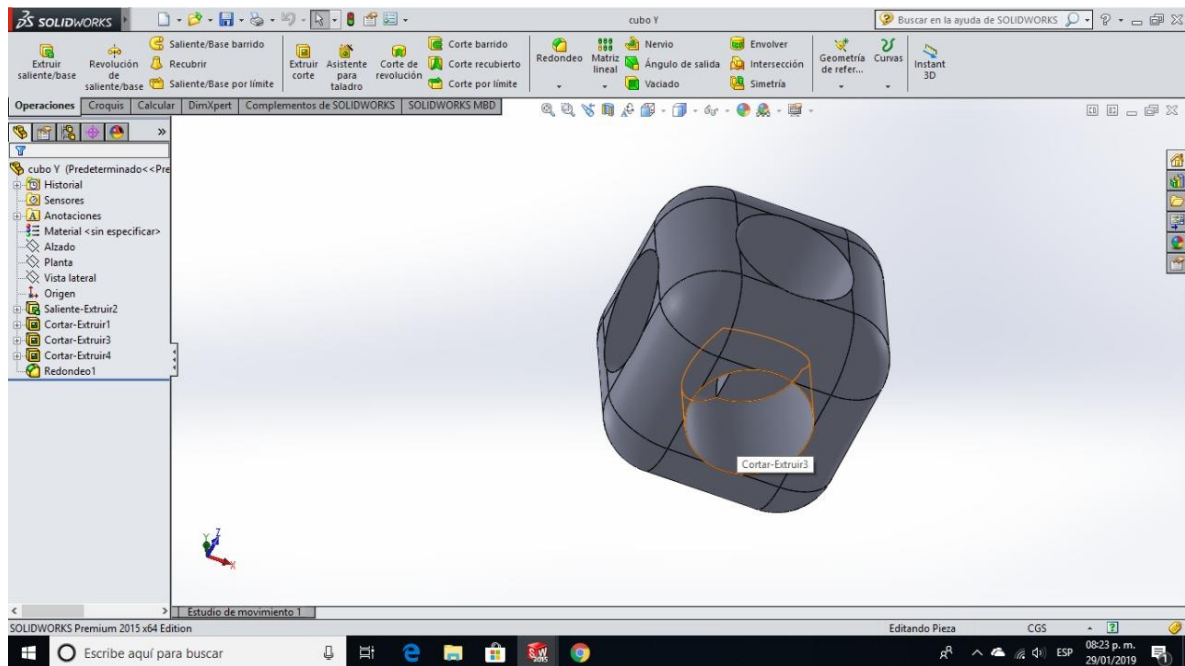 SOLIDWORKS
cubo Y
Buscar en la ayuda de SOLIDWORKS
Extruir saliente/base
Revolución de saliente/base
Saliente/Base barrido
Recubrir
Saliente/Base por límite
Extruir corte
Asistente para taladro
Corte de revolución
Corte barrido
Corte recubierto
Corte por límite
Redondeo
Matriz lineal
Nervio
Ángulo de salida
Vaciado
Envolver
Intersección
Simetría
Geometría de refer...
Curvas
Instant 3D
Operaciones Croquis Calcular DimXpert Complementos de SOLIDWORKS SOLIDWORKS MBD
cubo Y (Predeterminado<<Pre
Historial
Sensores
Anotaciones
Material <sin especificar>
Alzado
Planta
Vista lateral
Origen
Saliente-Extruir2
Cortar-Extruir1
Cortar-Extruir3
Cortar-Extruir4
Redondeo1
Cortar-Extruir3
Y Z X
Estudio de movimiento 1
SOLIDWORKS Premium 2015 x64 Edition
Editando Pieza
CGS
Escribe aquí para buscar
ESP
08:23 p. m.
29/01/2019